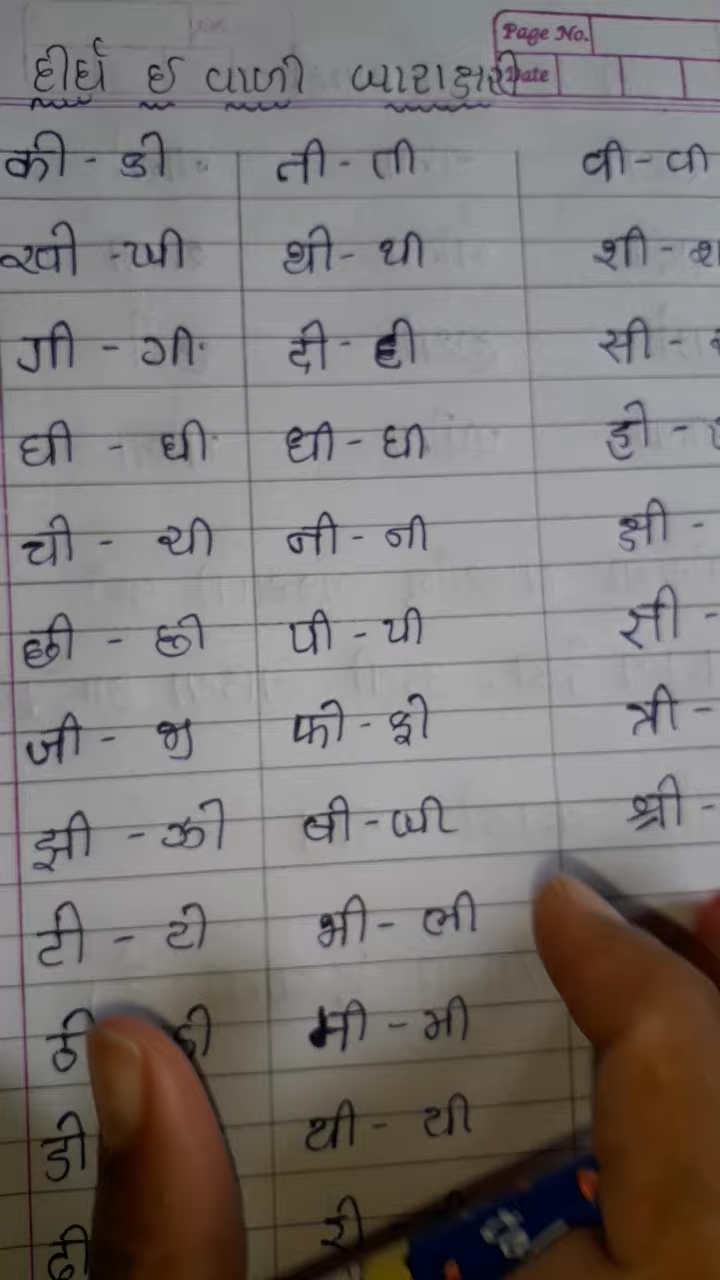 Page No.
Date
દીર્ઘ ઈ વાળી બારાક્ષરી
की - કી
ती - તી
वी - વી
खी - ખી
थी - થી
शी - શ
गी - ગી
दी - દી
सी -
घी - ઘી
धी - ધી
ही -
ची - ચી
नी - ની
क्षी -
छी - છી
पी - પી
जी - જી
फी - ફી
त्री -
झी - ઝી
बी - બી
श्री -
टी - ટી
भी - ભી
ठी
मी - મી
डी
यी - યી
ढी
री